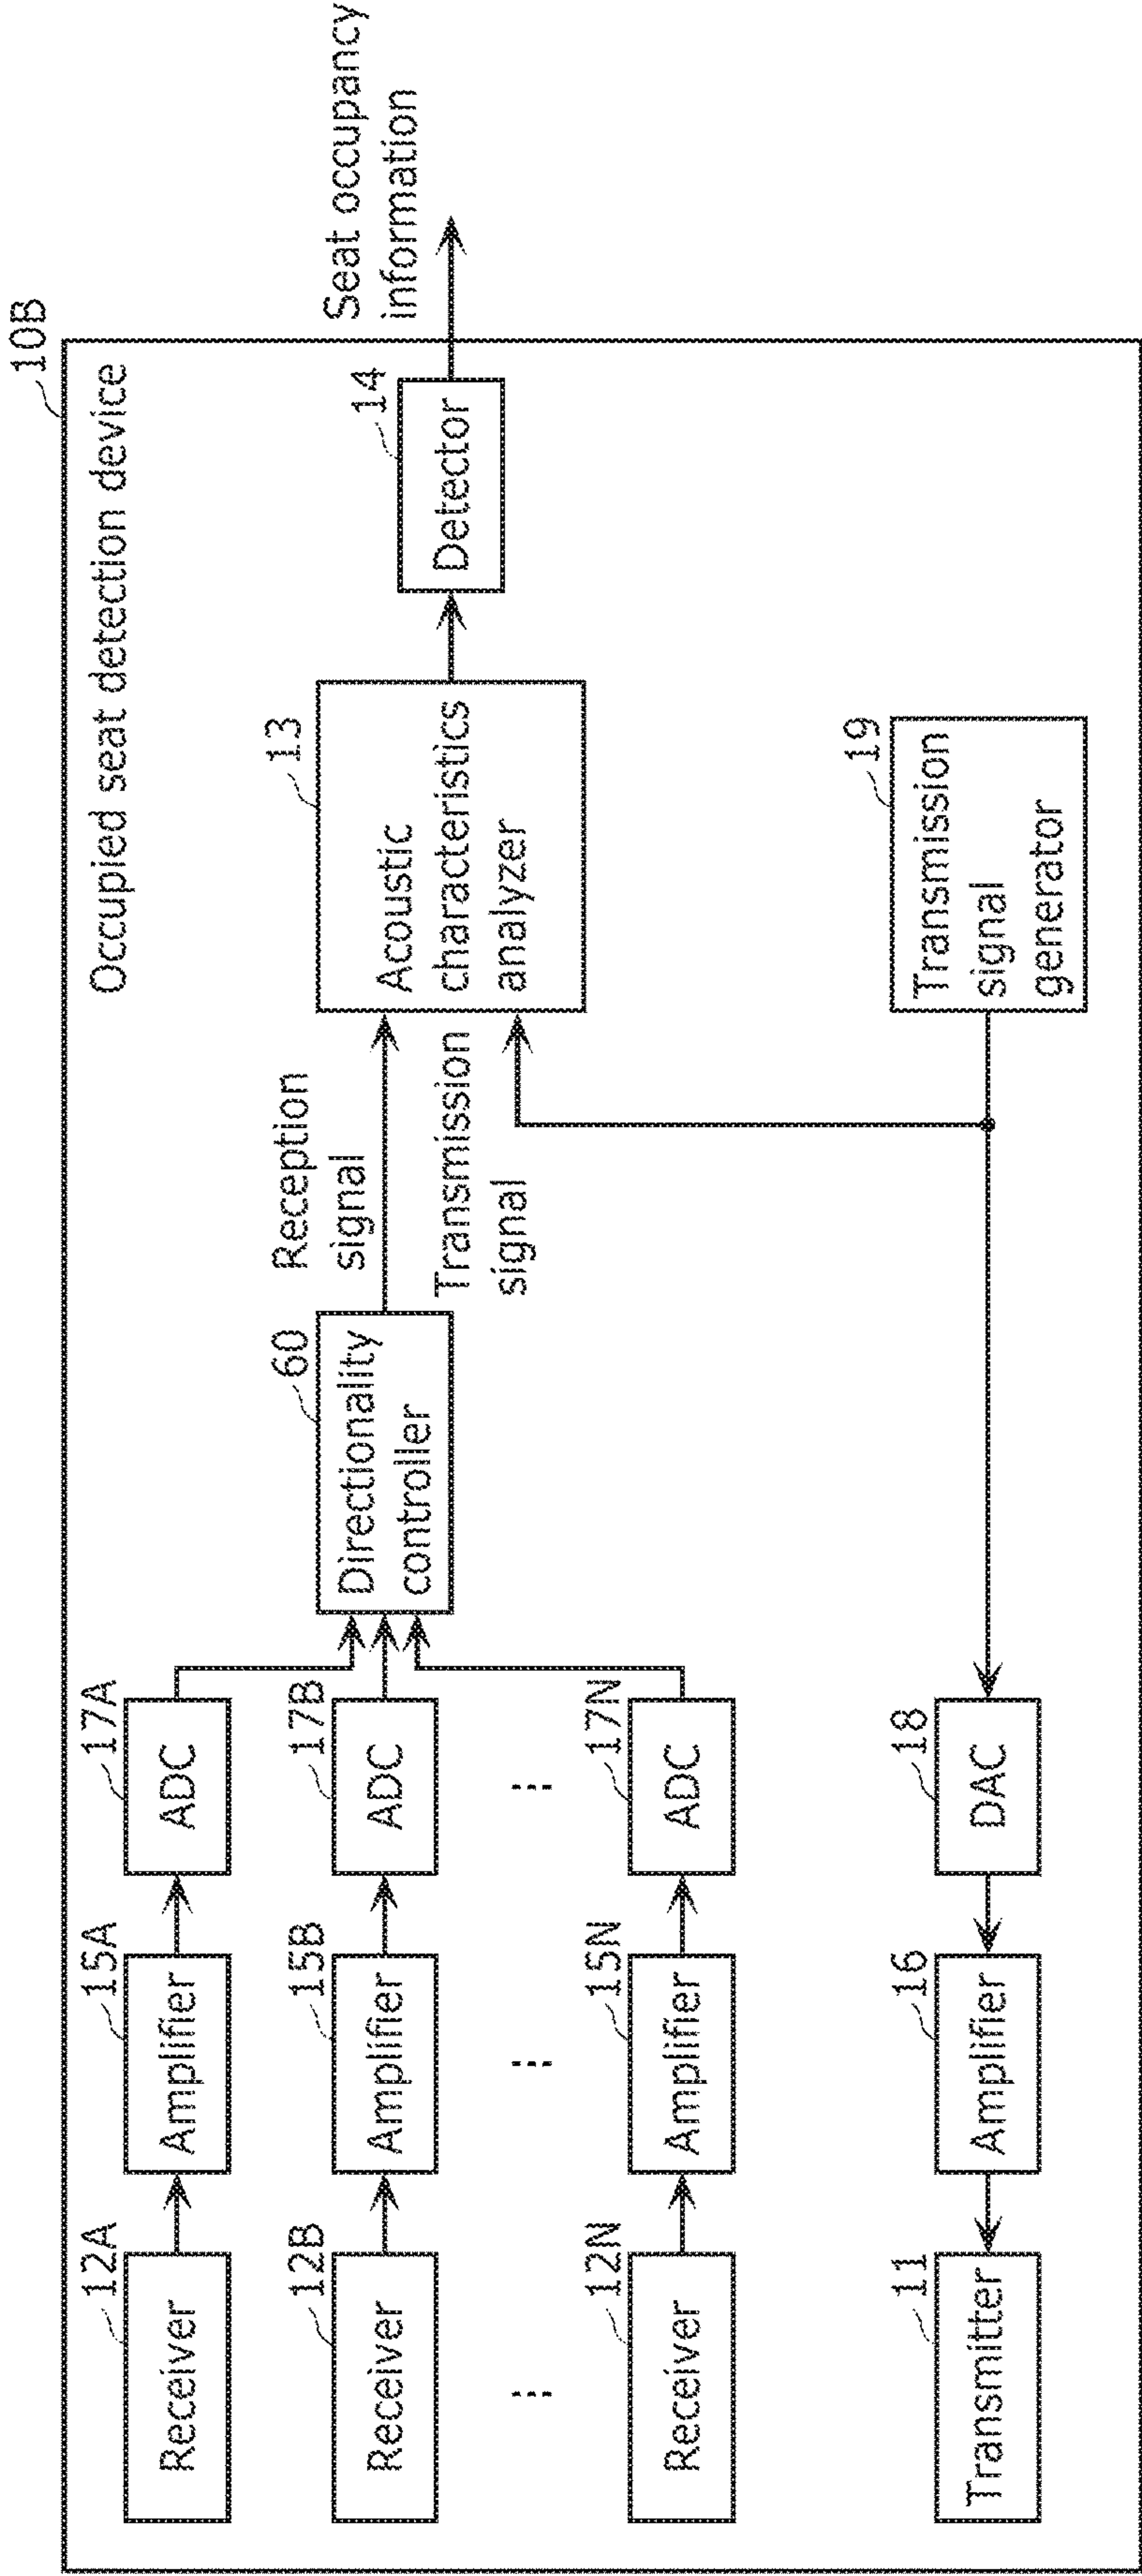 10B
Occupied seat detection device
12A
Receiver
15A
Amplifier
17A
ADC
12B
Receiver
15B
Amplifier
17B
ADC
...
...
...
12N
Receiver
15N
Amplifier
17N
ADC
60
Directionality
controller
Reception
signal
Transmission
signal
13
Acoustic
characteristics
analyzer
14
Detector
Seat occupancy
information
11
Transmitter
16
Amplifier
18
DAC
19
Transmission
signal
generator